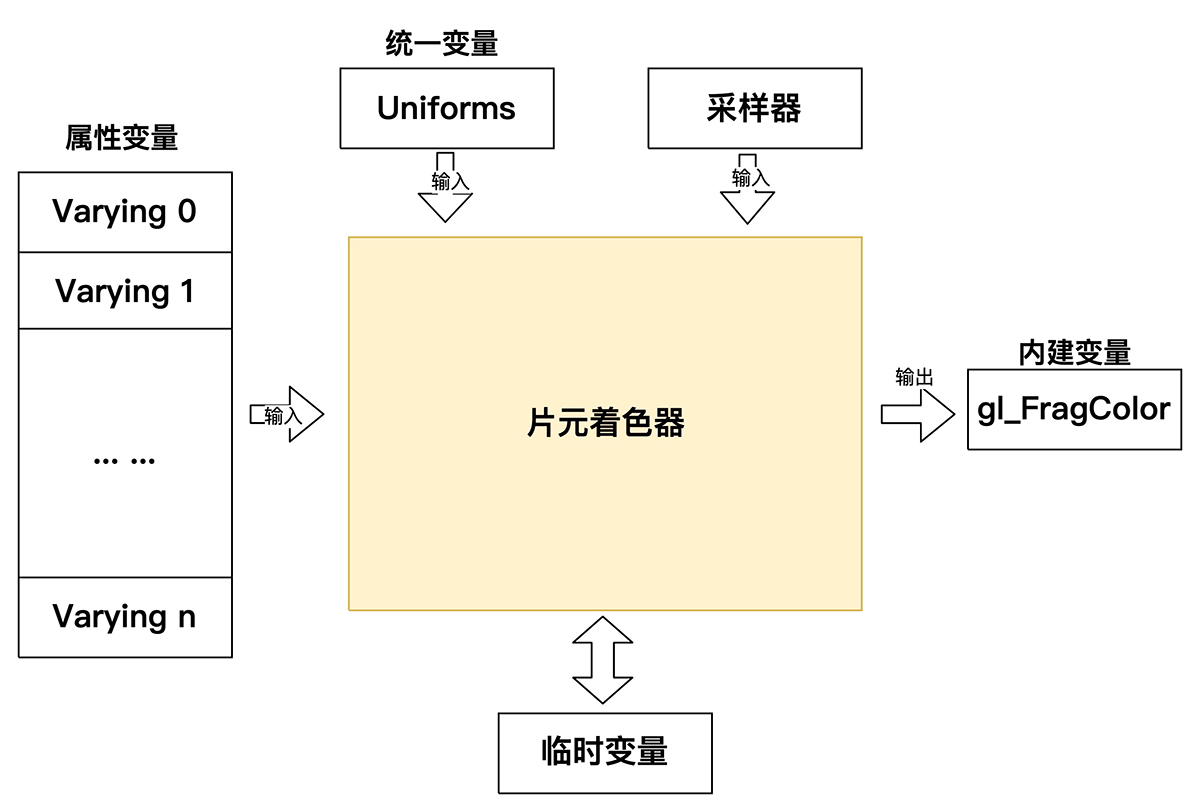 统一变量
Uniforms
采样器
属性变量
Varying 0
Varying 1
... ...
Varying n
输入
输入
输入
片元着色器
输出
内建变量
gl_FragColor
临时变量